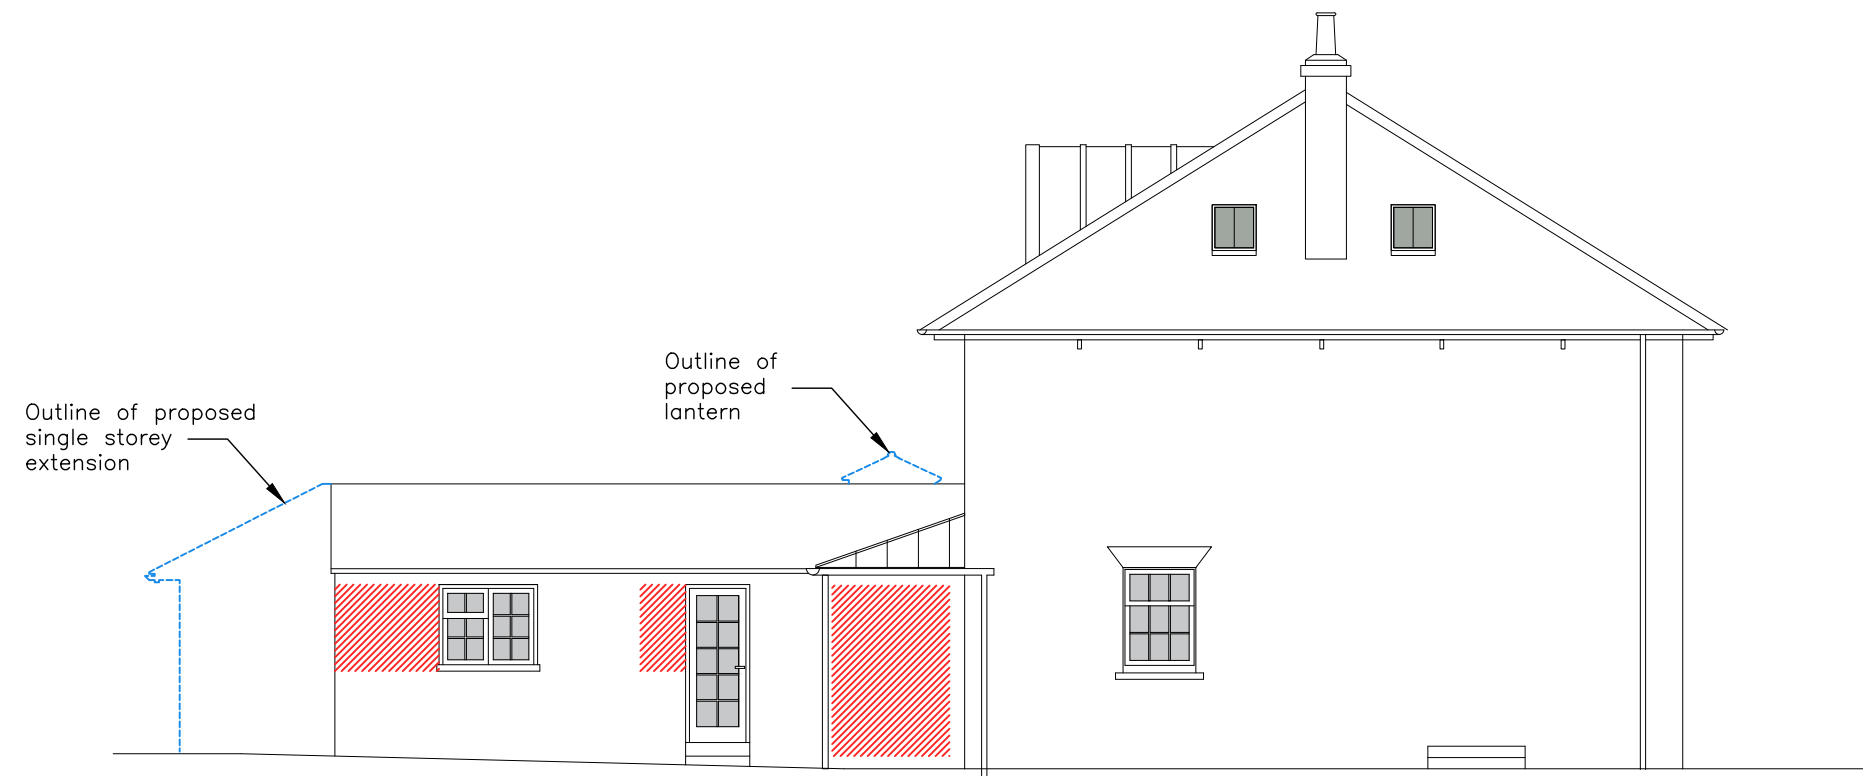 Outline of proposed
single storey
extension
Outline of
proposed
lantern